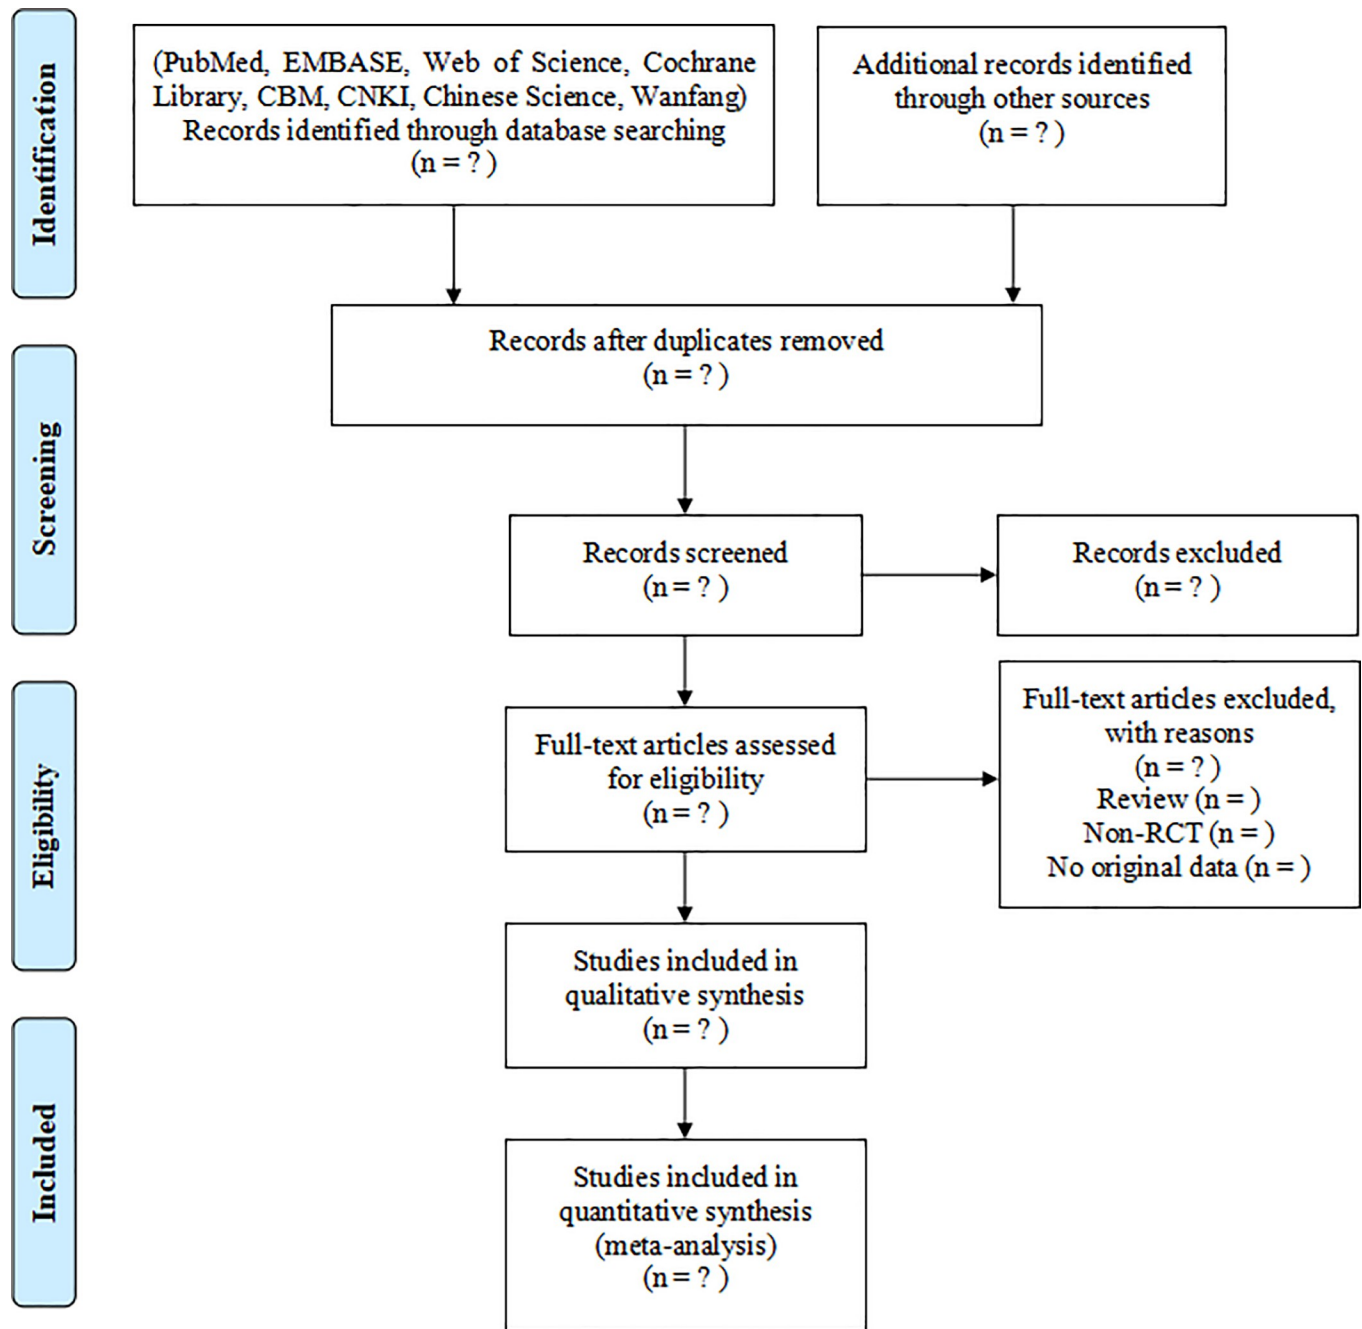 Identification
(PubMed, EMBASE, Web of Science, Cochrane
Library, CBM, CNKI, Chinese Science, Wanfang)
Records identified through database searching
(n = ? )
Additional records identified
through other sources
(n = ? )
Records after duplicates removed
(n = ? )
Screening
Records screened
(n = ? )
Records excluded
(n = ? )
Eligibility
Full-text articles assessed
for eligibility
(n = ? )
Full-text articles excluded,
with reasons
(n = ? )
Review (n = )
Non-RCT (n = )
No original data (n = )
Studies included in
qualitative synthesis
(n = ? )
Included
Studies included in
quantitative synthesis
(meta-analysis)
(n = ? )